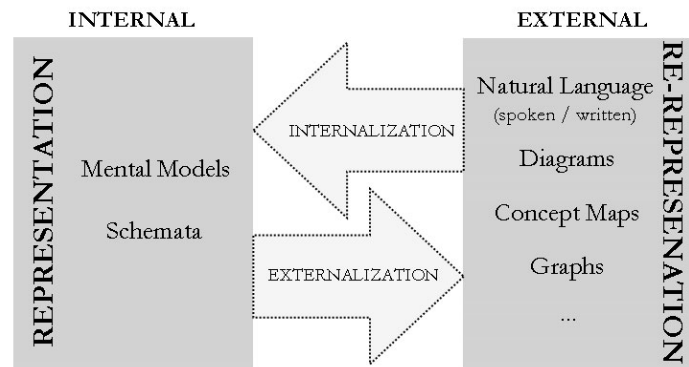 INTERNAL
EXTERNAL
REPRESENTATION
Mental Models
Schemata
INTERNALIZATION
EXTERNALIZATION
Natural Language
(spoken / written)
Diagrams
Concept Maps
Graphs
...
RE-REPRESENATION